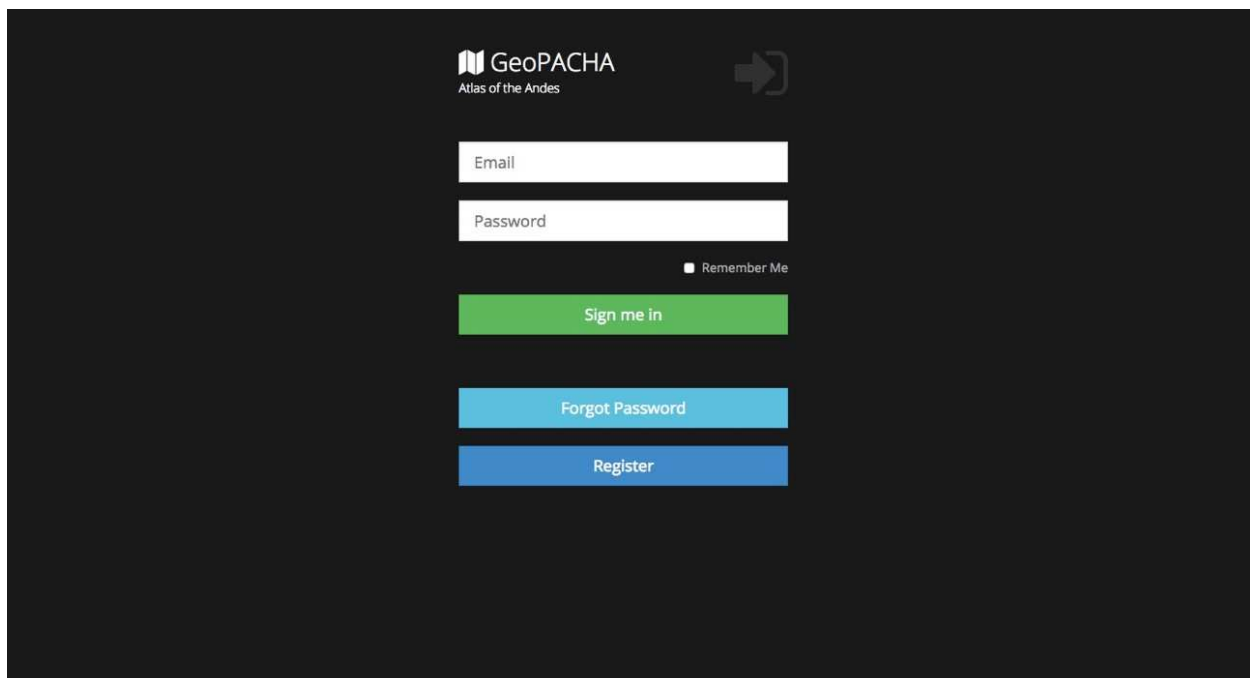 GeoPACHA
Atlas of the Andes
Email
Password
Remember Me
Sign me in
Forgot Password
Register